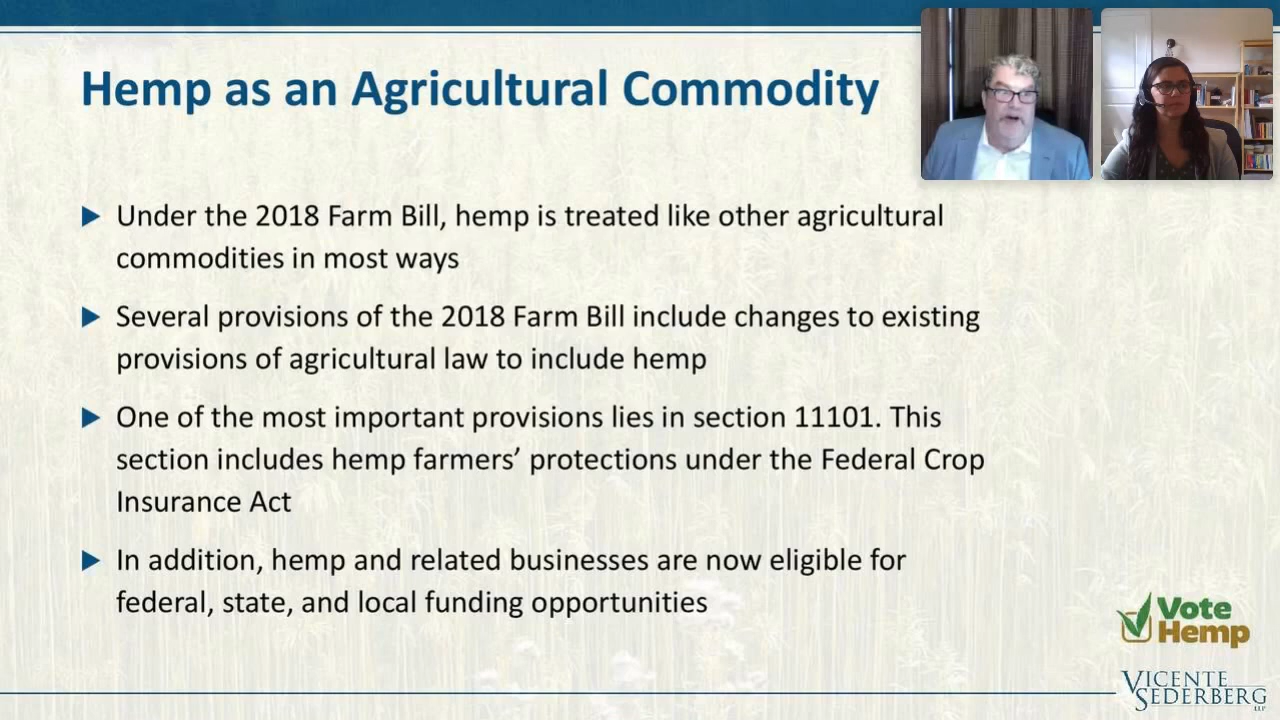 Hemp as an Agricultural Commodity
Under the 2018 Farm Bill, hemp is treated like other agricultural
commodities in most ways
Several provisions of the 2018 Farm Bill include changes to existing
provisions of agricultural law to include hemp
One of the most important provisions lies in section 11101. This
section includes hemp farmers’ protections under the Federal Crop
Insurance Act
In addition, hemp and related businesses are now eligible for
federal, state, and local funding opportunities
Vote
Hemp
VICENTE
SEDERBERG
LLP